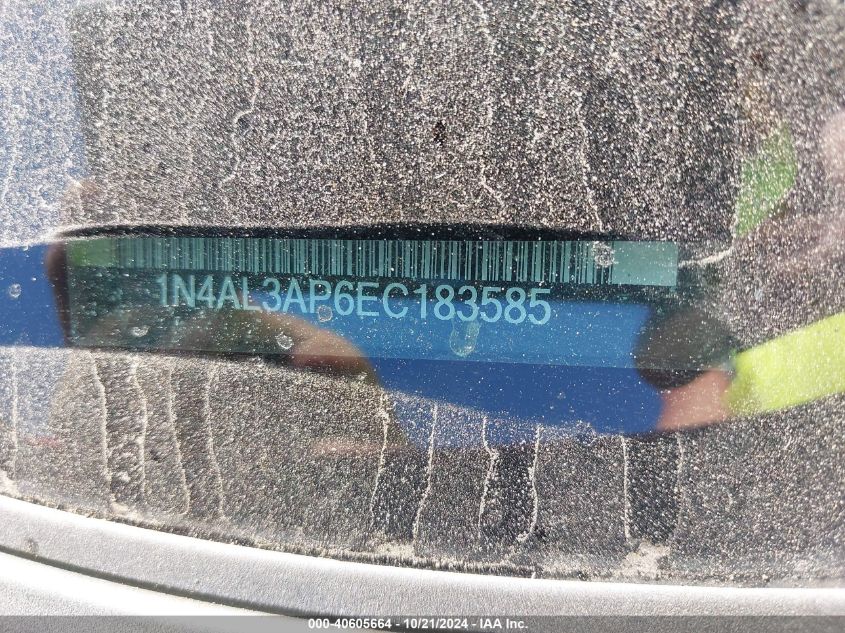 1N4AL3AP6EC183585
000-40605664 - 10/21/2024 - IAA Inc.